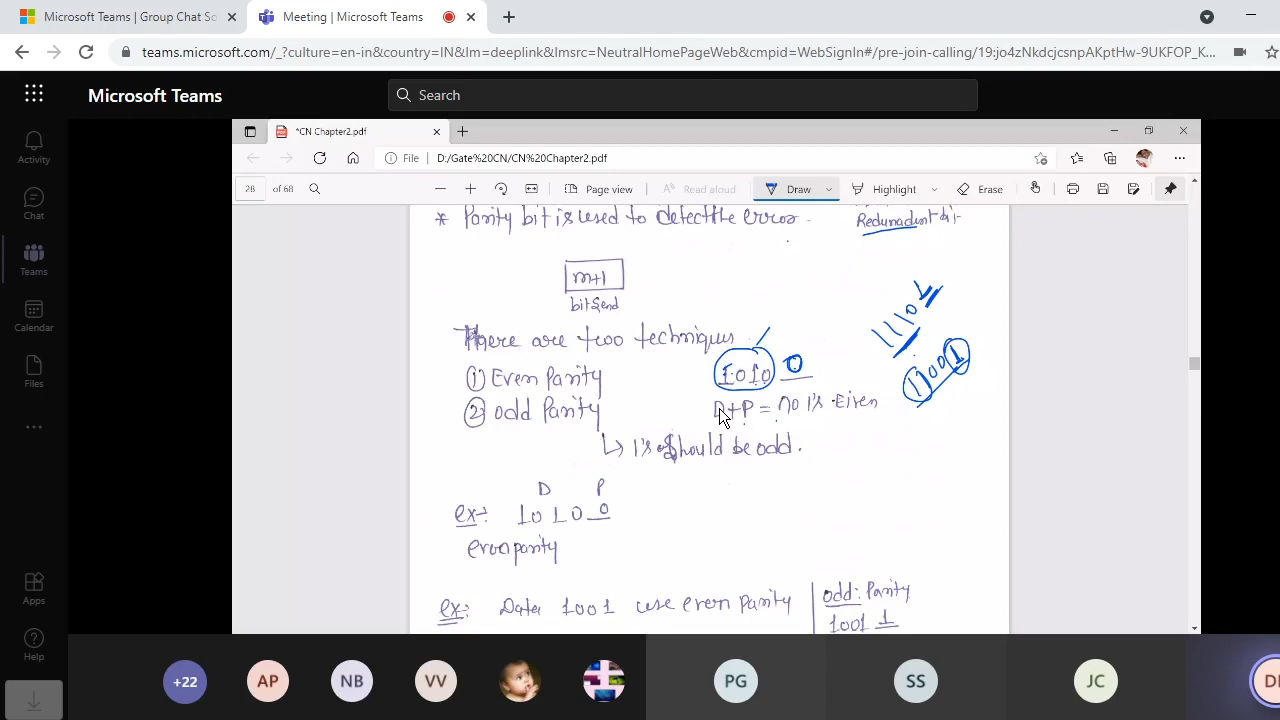 Microsoft Teams | Group Chat So
Meeting | Microsoft Teams
teams.microsoft.com/_?culture=en-in&country=IN&lm=deeplink&lmsrc=NeutralHomePageWeb&cmpid=WebSignIn#/pre-join-calling/19:jo4zNkdcjcsnpAKptHw-9UKFOP_K...
Microsoft Teams
Search
Activity
Chat
Teams
Calendar
Files
Apps
Help
*CN Chapter2.pdf
File
D:/Gate%20CN/CN%20Chapter2.pdf
28 of 68
Page view
Read aloud
Draw
Highlight
Erase
* Parity bit is used to detect the error.
Redunadent bit
m+1
bit send
There are two techniques
① Even Parity
1010 0
② odd Parity
D+P = no 1's Even
11101
11001
↳ 1's should be odd.
D P
ex:- 1010 0
even parity
ex:- Data 1001 use even parity
odd: Parity
1001 1
+22
AP
NB
VV
PG
SS
JC